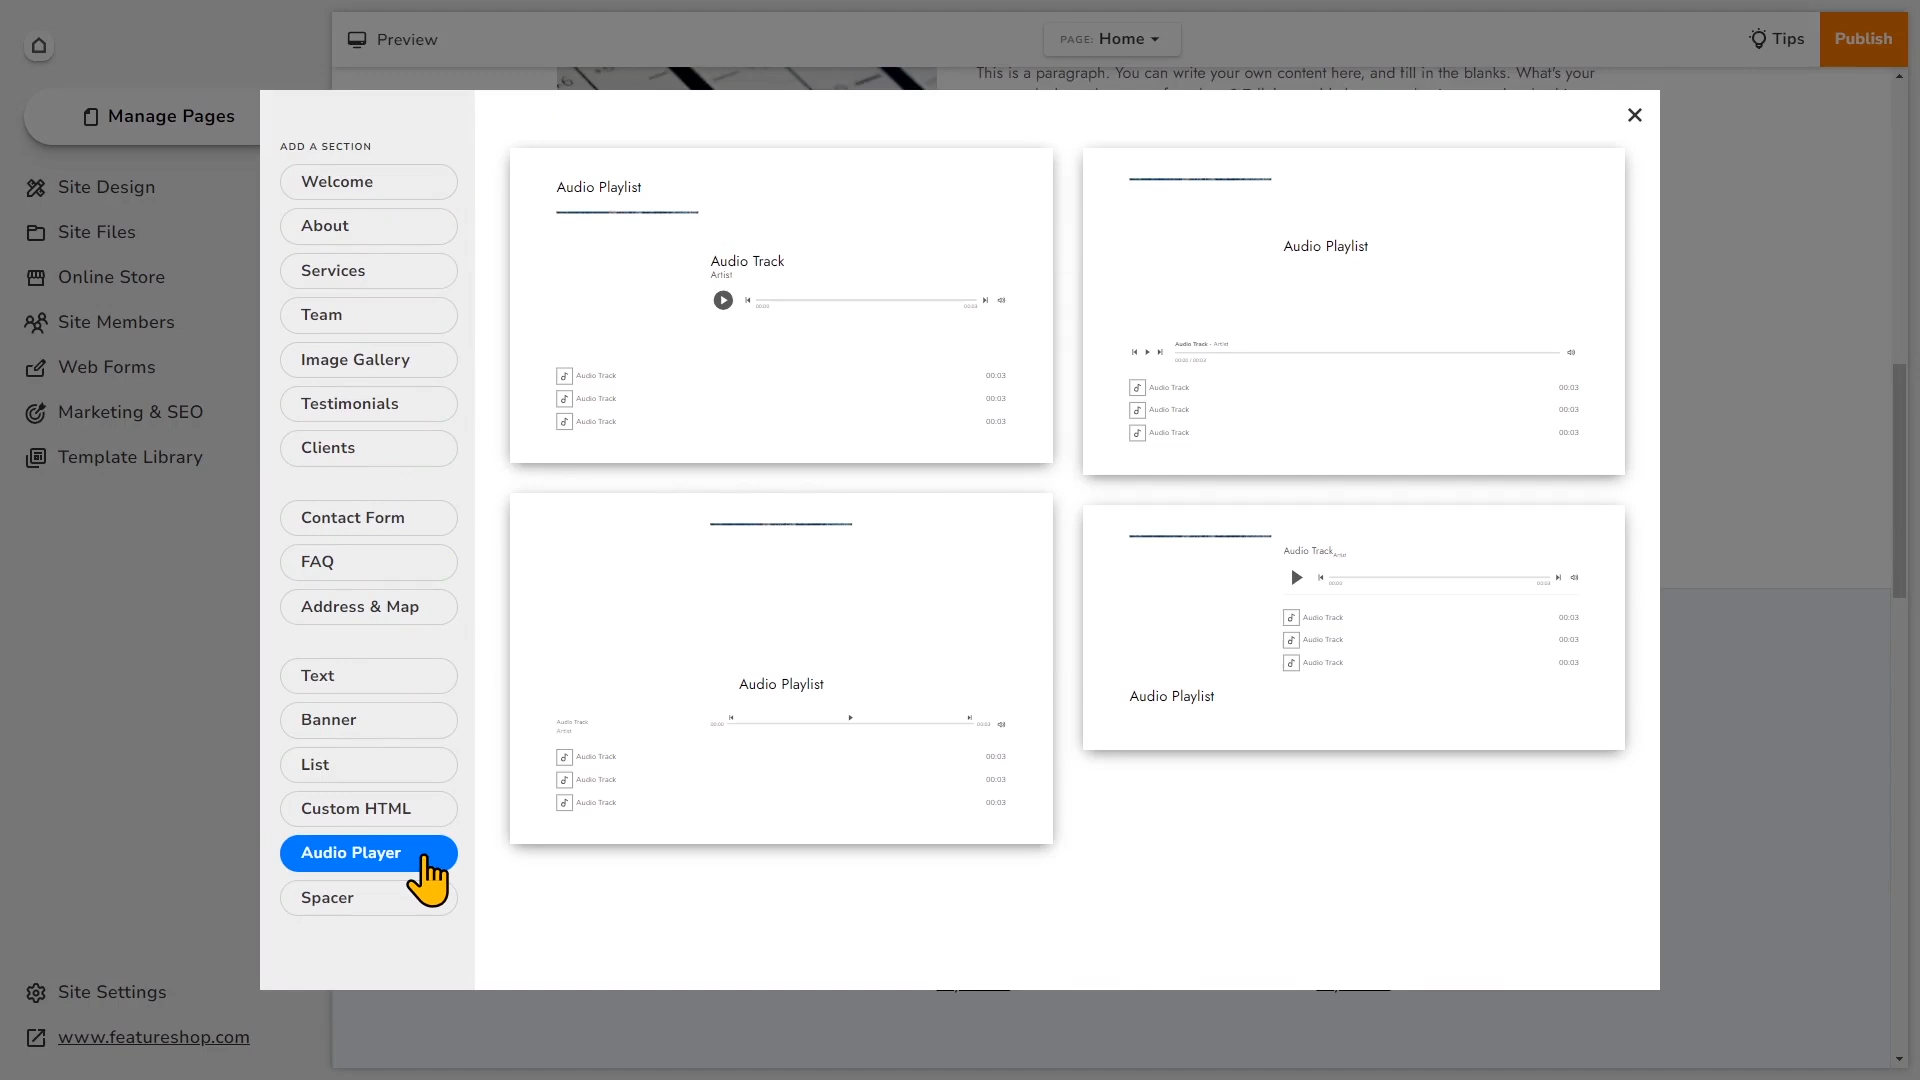 Preview
PAGE: Home
Tips
Publish
Manage Pages
Site Design
Site Files
Online Store
Site Members
Web Forms
Marketing & SEO
Template Library
Site Settings
www.featureshop.com
This is a paragraph. You can write your own content here, and fill in the blanks. What's your
ADD A SECTION
Welcome
About
Services
Team
Image Gallery
Testimonials
Clients
Contact Form
FAQ
Address & Map
Text
Banner
List
Custom HTML
Audio Player
Spacer
Audio Playlist
Audio Track
Artist
00:00 00:03
Audio Track 00:03
Audio Track 00:03
Audio Track 00:03
Audio Playlist
Audio Track - Artist
00:00 / 00:03
Audio Track 00:03
Audio Track 00:03
Audio Track 00:03
Audio Playlist
Audio Track
Artist
00:00 00:03
Audio Track 00:03
Audio Track 00:03
Audio Track 00:03
Audio Track Artist
00:00 00:03
Audio Track 00:03
Audio Track 00:03
Audio Track 00:03
Audio Playlist